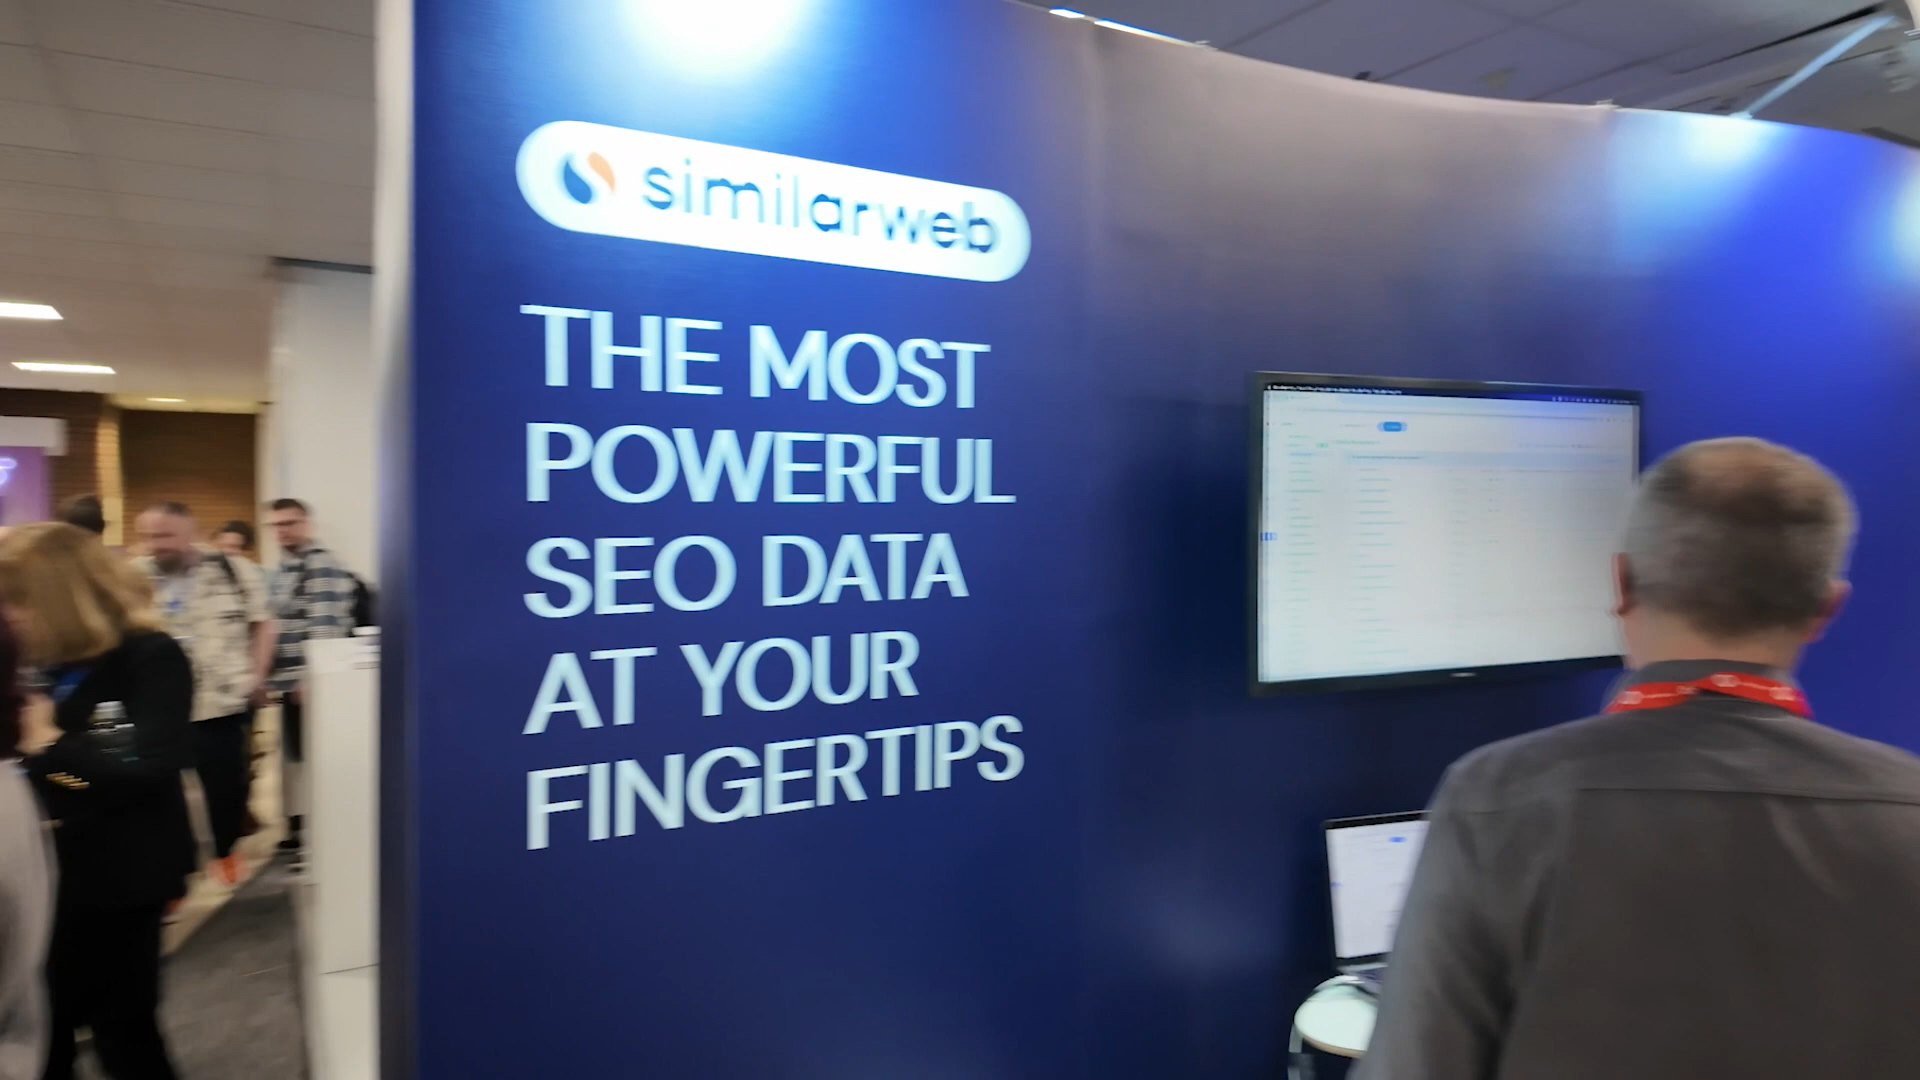 similarweb
THE MOST
POWERFUL
SEO DATA
AT YOUR
FINGERTIPS